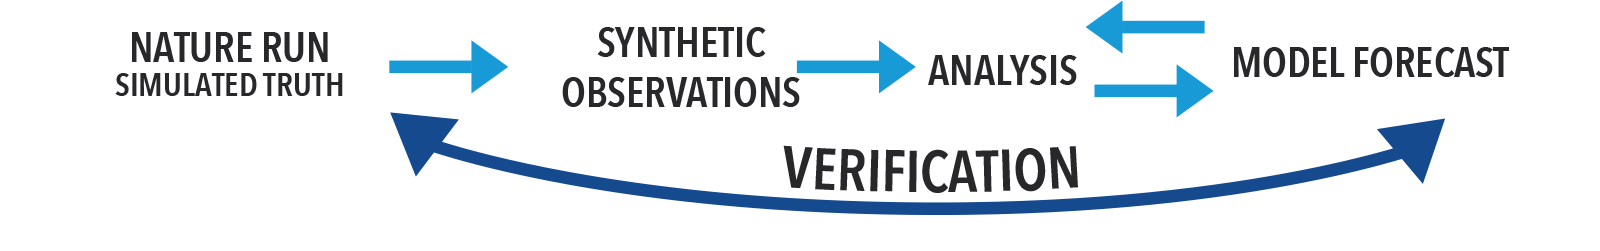 NATURE RUN
SIMULATED TRUTH
SYNTHETIC
OBSERVATIONS
ANALYSIS
MODEL FORECAST
VERIFICATION